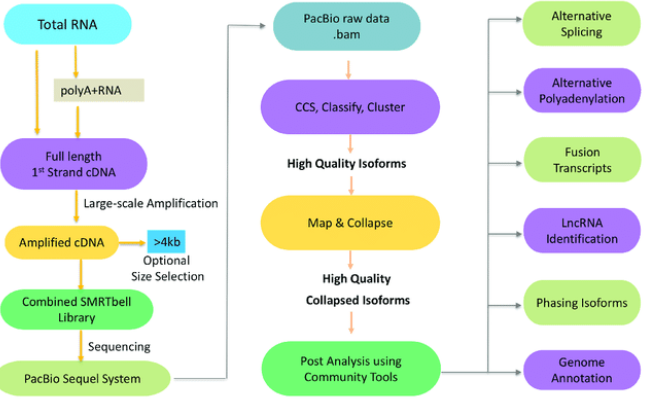 Total RNA
polyA+RNA
Full length
1st Strand cDNA
Large-scale Amplification
Amplified cDNA
>4kb
Optional
Size Selection
Combined SMRTbell
Library
Sequencing
PacBio Sequel System
PacBio raw data
.bam
CCS, Classify, Cluster
High Quality Isoforms
Map & Collapse
High Quality
Collapsed Isoforms
Post Analysis using
Community Tools
Alternative
Splicing
Alternative
Polyadenylation
Fusion
Transcripts
LncRNA
Identification
Phasing Isoforms
Genome
Annotation